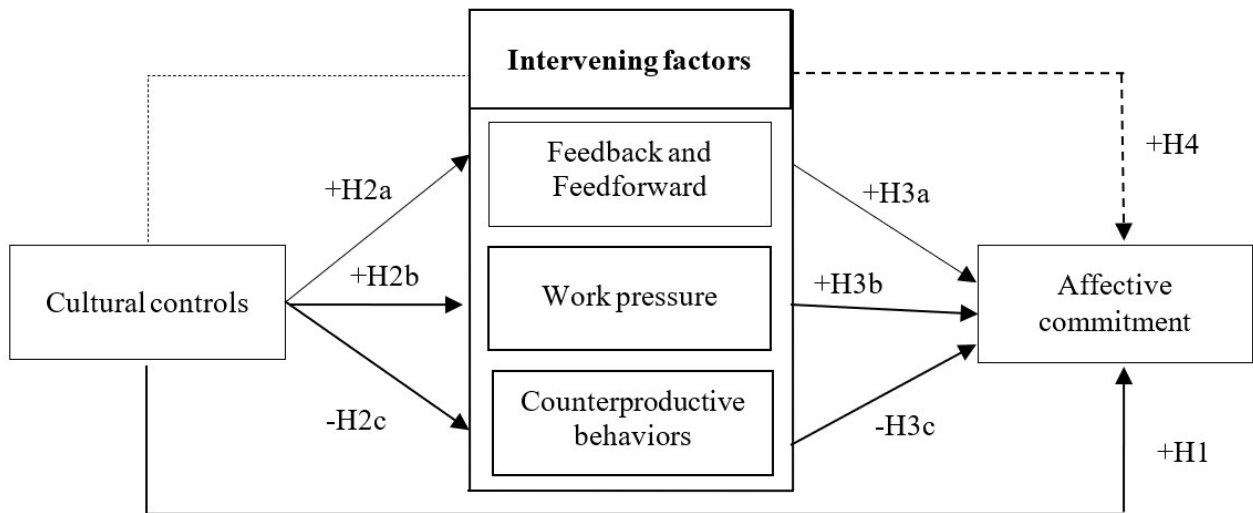 Intervening factors
Feedback and
Feedforward
+H4
+H2a
+H3a
Cultural controls
+H2b
Work pressure
+H3b
Affective
commitment
-H2c
Counterproductive
behaviors
-H3c
+H1